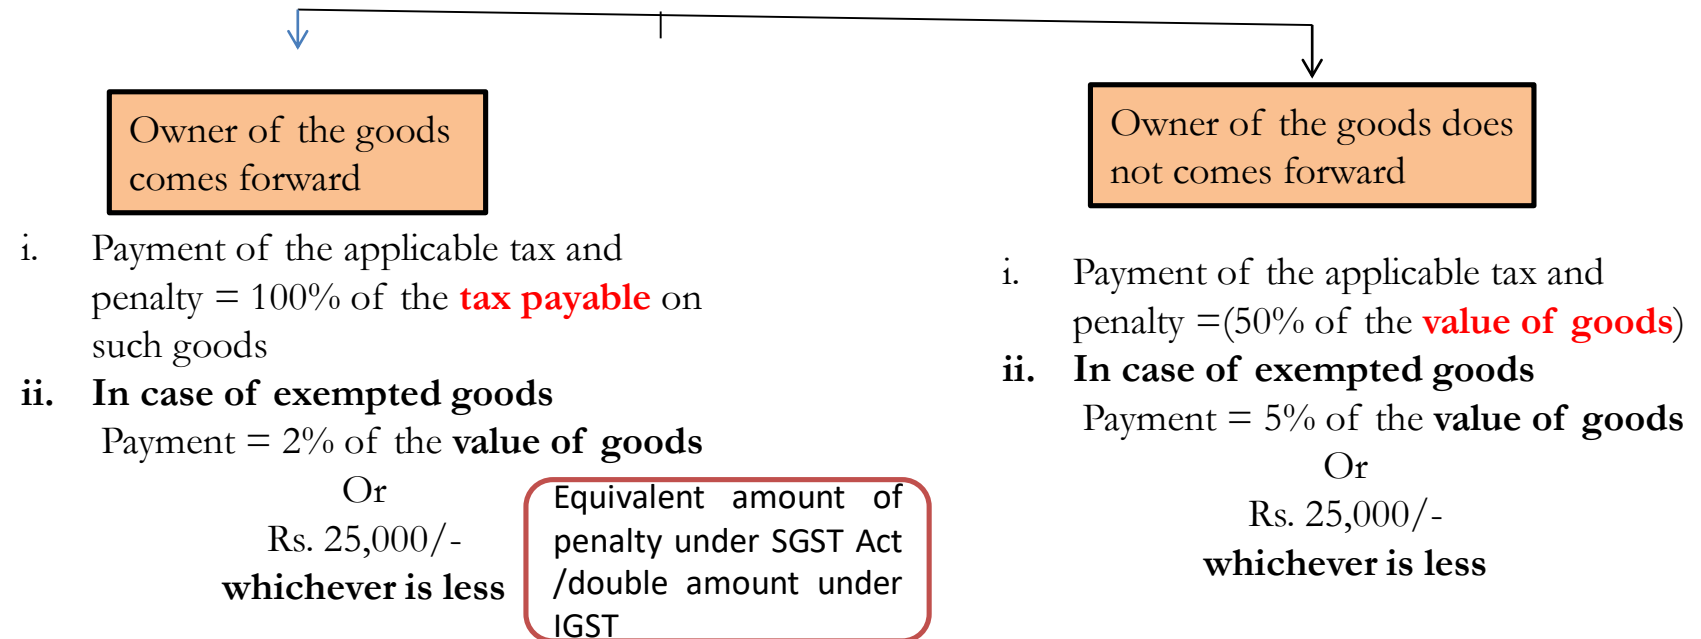 Owner of the goods
comes forward
i. Payment of the applicable tax and
penalty = 100% of the tax payable on
such goods
ii. In case of exempted goods
Payment = 2% of the value of goods
Or
Rs. 25,000/-
whichever is less
Equivalent amount of
penalty under SGST Act
/double amount under
IGST
Owner of the goods does
not comes forward
i. Payment of the applicable tax and
penalty =(50% of the value of goods)
ii. In case of exempted goods
Payment = 5% of the value of goods
Or
Rs. 25,000/-
whichever is less